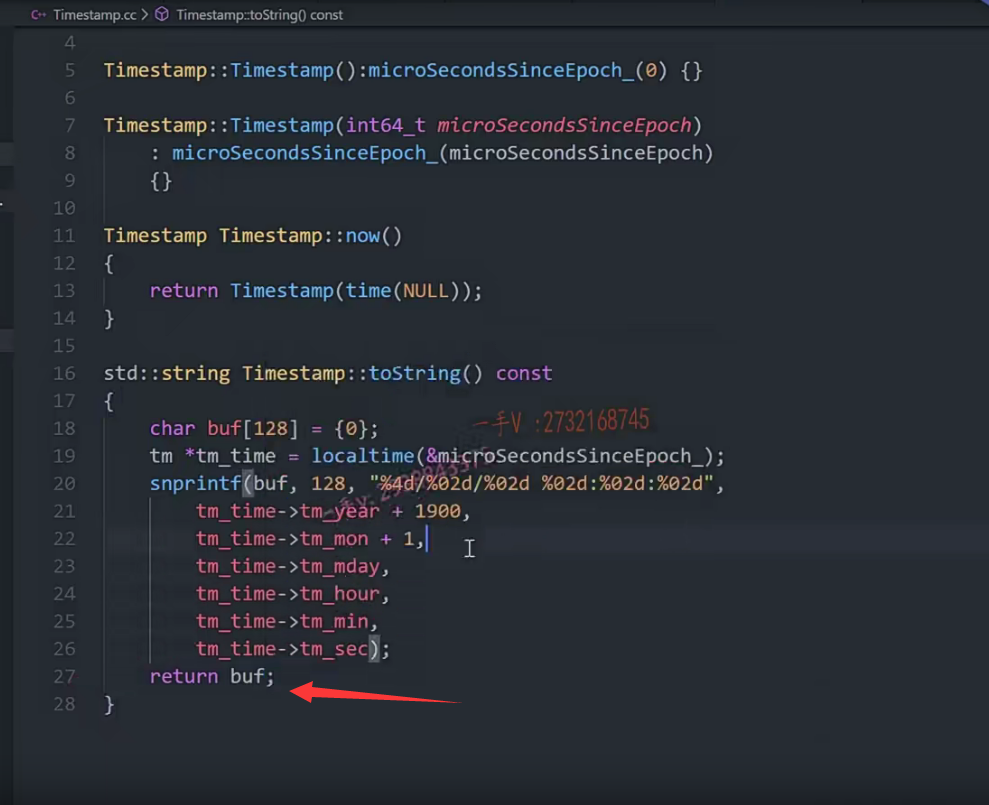 C++ Timestamp.cc > Timestamp::toString() const
4
5 Timestamp::Timestamp():microSecondsSinceEpoch_(0) {}
6
7 Timestamp::Timestamp(int64_t microSecondsSinceEpoch)
8     : microSecondsSinceEpoch_(microSecondsSinceEpoch)
9     {}
10
11 Timestamp Timestamp::now()
12 {
13     return Timestamp(time(NULL));
14 }
15
16 std::string Timestamp::toString() const
17 {
18     char buf[128] = {0};
一手V :2732168745
19     tm *tm_time = localtime(&microSecondsSinceEpoch_);
20     snprintf(buf, 128, "%4d/%02d/%02d %02d:%02d:%02d",
21         tm_time->tm_year + 1900,
22         tm_time->tm_mon + 1,
23         tm_time->tm_mday,
24         tm_time->tm_hour,
25         tm_time->tm_min,
26         tm_time->tm_sec);
27     return buf;
28 }